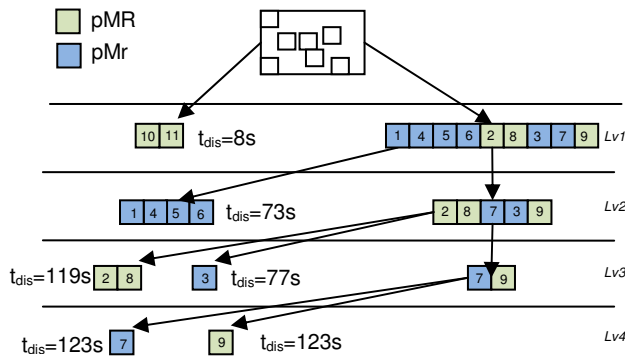 pMR
pMr
10 11 t_dis=8s 1 4 5 6 2 8 3 7 9 Lv1
1 4 5 6 t_dis=73s 2 8 7 3 9 Lv2
t_dis=119s 2 8 3 t_dis=77s 7 9 Lv3
t_dis=123s 7 9 t_dis=123s Lv4